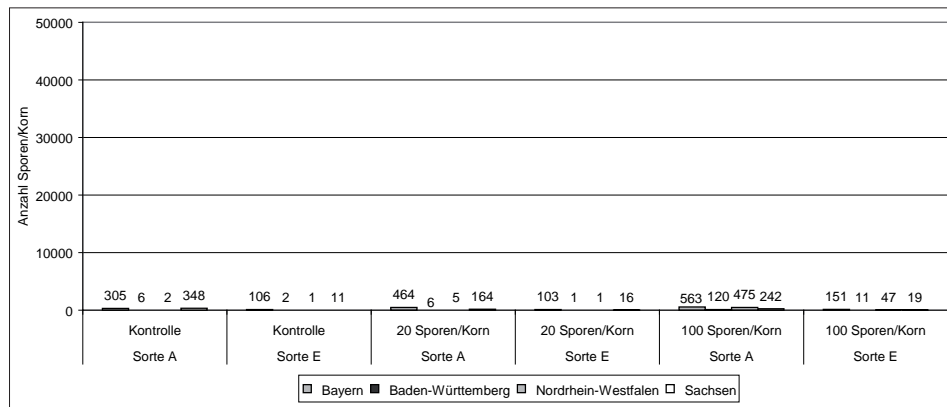 50000
40000
30000
20000
10000
0
Anzahl Sporen/Korn
305 6 2 348 106 2 1 11 464 6 5 164 103 1 1 16 563 120 475 242 151 11 47 19
Kontrolle Kontrolle 20 Sporen/Korn 20 Sporen/Korn 100 Sporen/Korn 100 Sporen/Korn
Sorte A Sorte E Sorte A Sorte E Sorte A Sorte E
Bayern Baden-Württemberg Nordrhein-Westfalen Sachsen